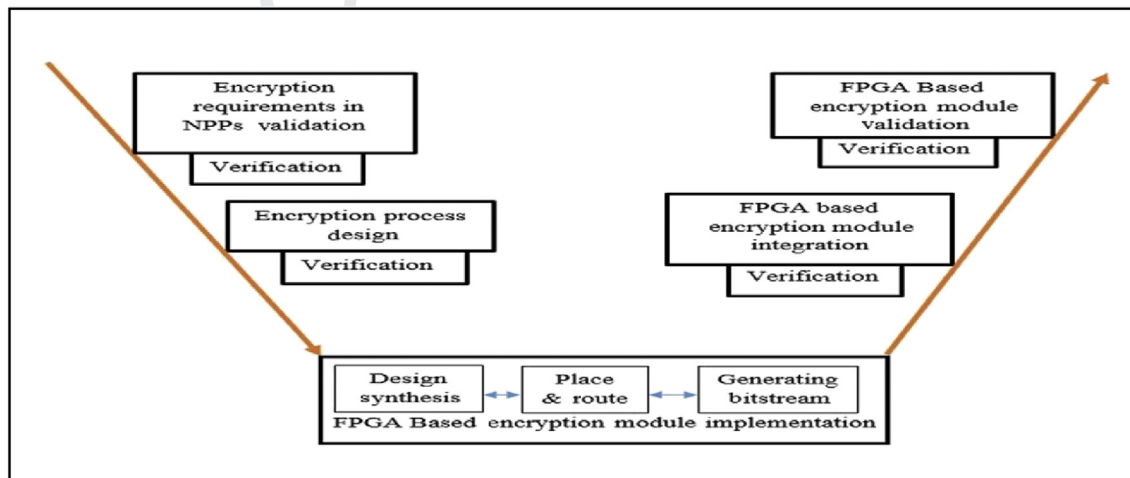 Encryption
requirements in
NPPs validation
Verification
Encryption process
design
Verification
FPGA Based
encryption module
validation
Verification
FPGA based
encryption module
integration
Verification
Design
synthesis
Place
& route
Generating
bitstream
FPGA Based encryption module implementation